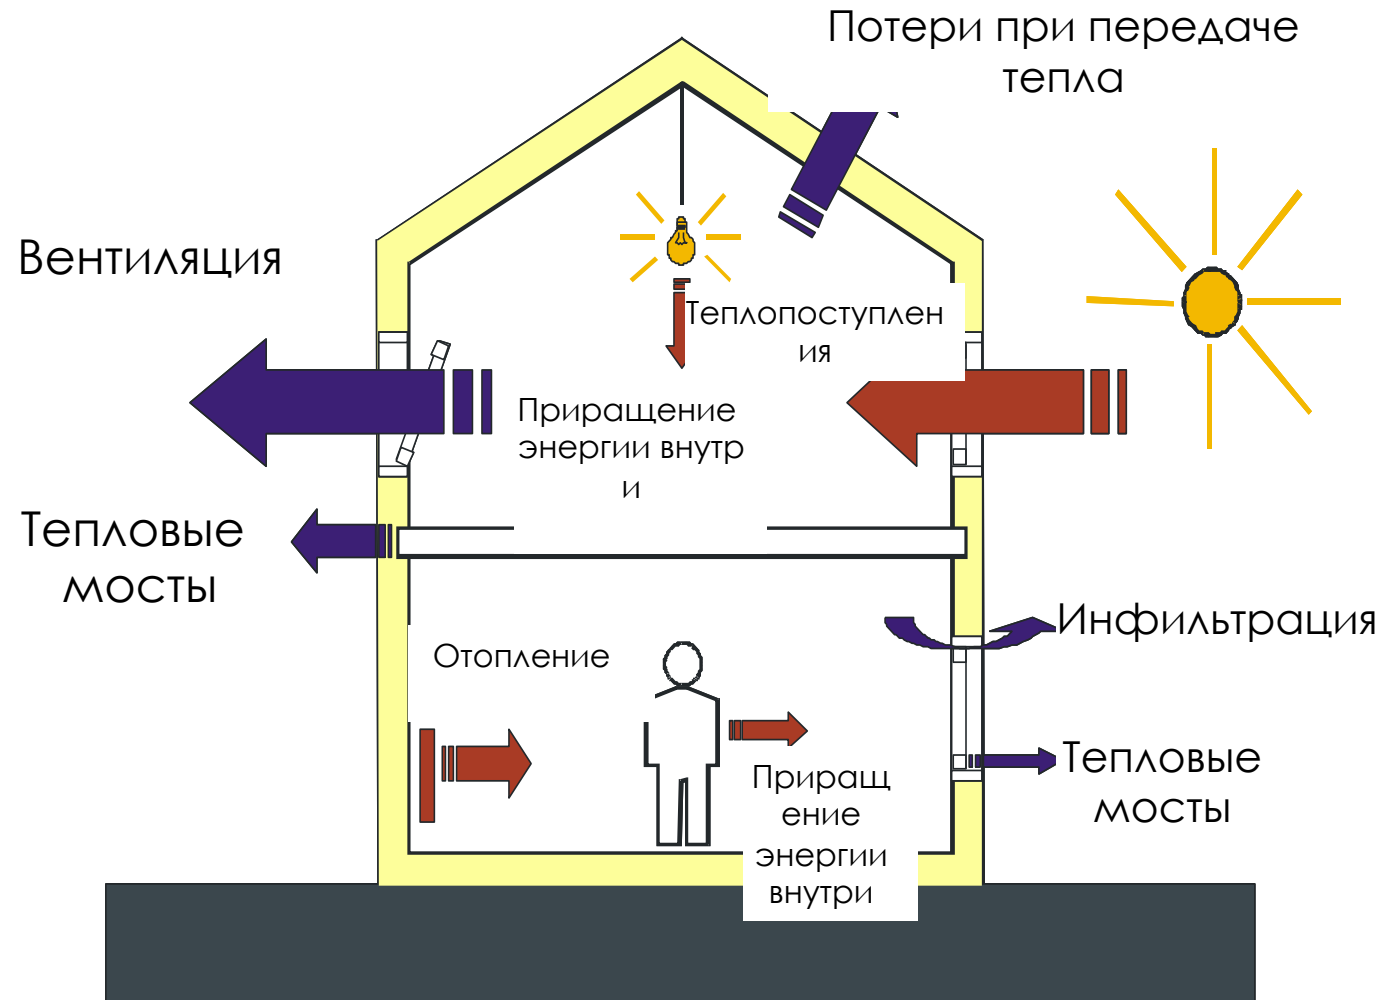 Потери при передаче
тепла
Вентиляция
Теплопоступлен
ия
Приращение
энергии внутр
и
Тепловые
мосты
Инфильтрация
Отопление
Тепловые
мосты
Приращ
ение
энергии
внутри